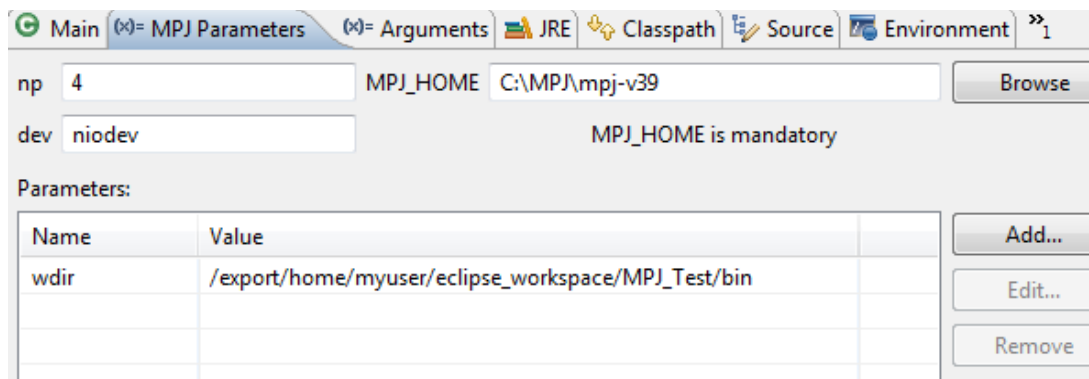 Main (x)= MPJ Parameters (x)= Arguments JRE Classpath Source Environment »1
np 4 MPJ_HOME C:\MPJ\mpj-v39 Browse
dev niodev MPJ_HOME is mandatory
Parameters:
Name Value Add...
wdir /export/home/myuser/eclipse_workspace/MPJ_Test/bin
Edit...
Remove